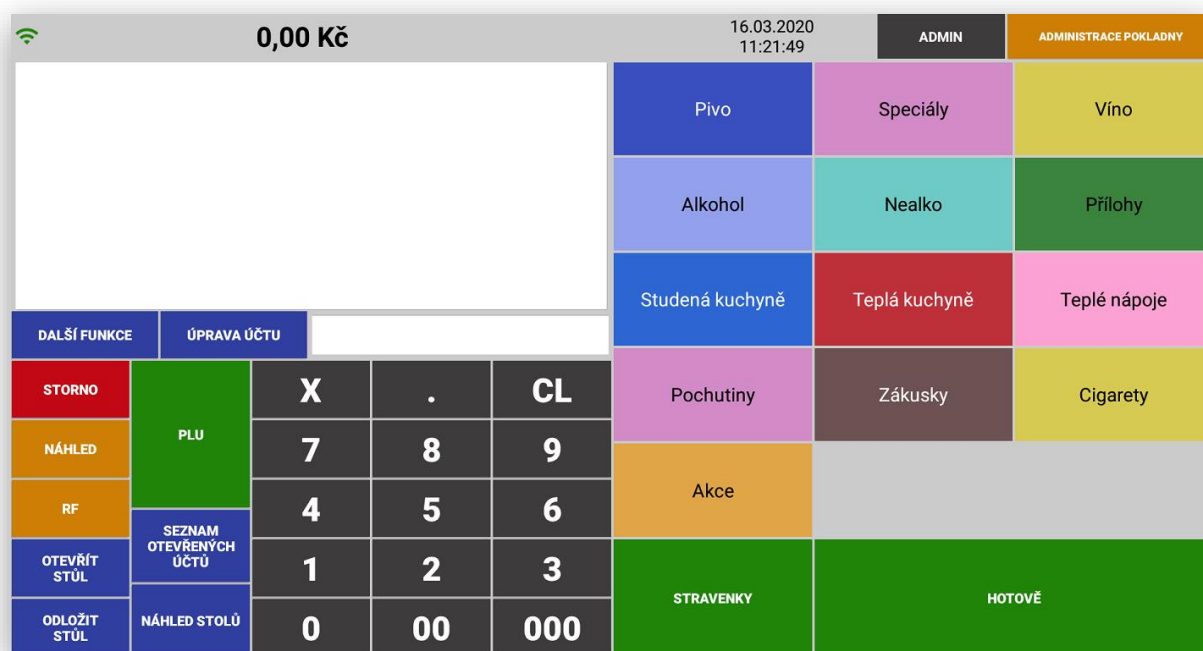 0,00 Kč
16.03.2020
11:21:49
ADMIN
ADMINISTRACE POKLADNY
Pivo
Speciály
Víno
Alkohol
Nealko
Přílohy
Studená kuchyně
Teplá kuchyně
Teplé nápoje
Pochutiny
Zákusky
Cigarety
Akce
STRAVENKY
HOTOVĚ
DALŠÍ FUNKCE
ÚPRAVA ÚČTU
STORNO
PLU
X
.
CL
NÁHLED
7
8
9
RF
4
5
6
SEZNAM
OTEVŘENÝCH
ÚČTŮ
OTEVŘÍT
STŮL
1
2
3
ODLOŽIT
STŮL
NÁHLED STOLŮ
0
00
000